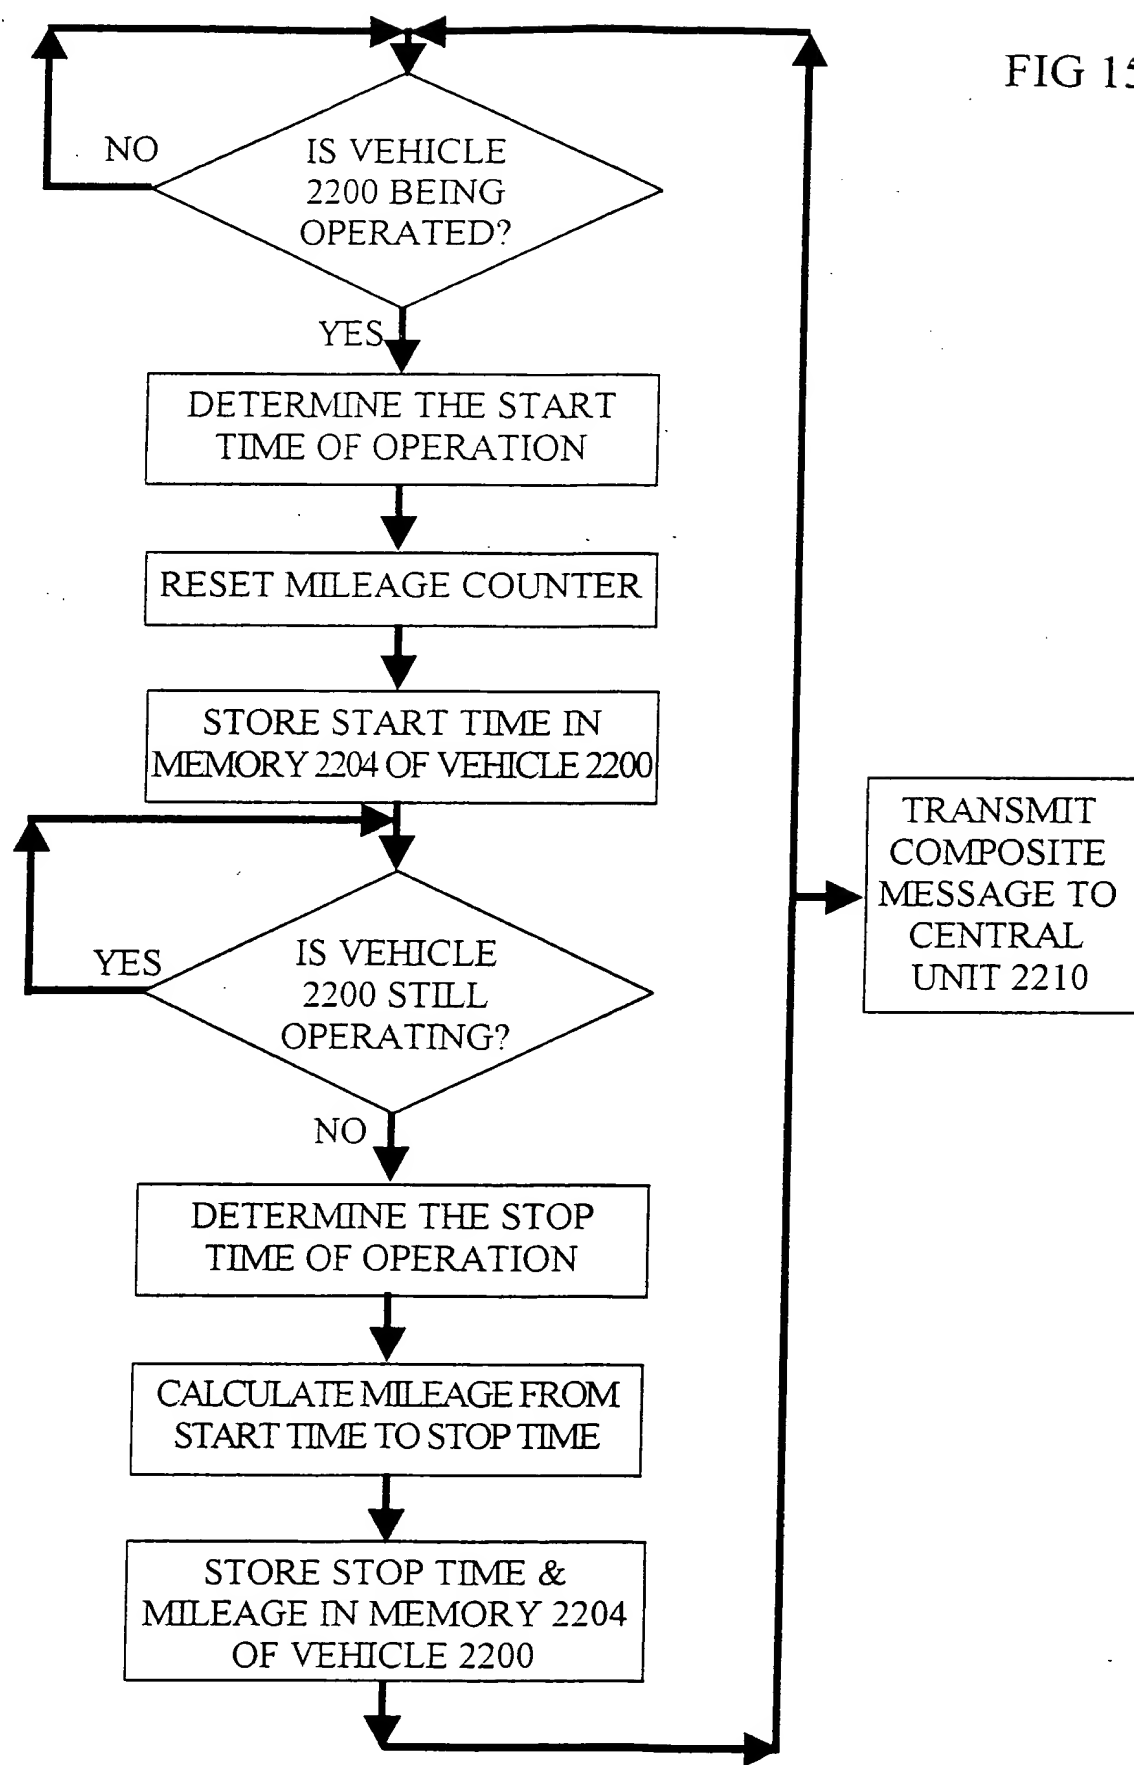 FIG 15
NO
IS VEHICLE
2200 BEING
OPERATED?
YES
DETERMINE THE START
TIME OF OPERATION
RESET MILEAGE COUNTER
STORE START TIME IN
MEMORY 2204 OF VEHICLE 2200
TRANSMIT
COMPOSITE
MESSAGE TO
CENTRAL
UNIT 2210
YES
IS VEHICLE
2200 STILL
OPERATING?
NO
DETERMINE THE STOP
TIME OF OPERATION
CALCULATE MILEAGE FROM
START TIME TO STOP TIME
STORE STOP TIME &
MILEAGE IN MEMORY 2204
OF VEHICLE 2200